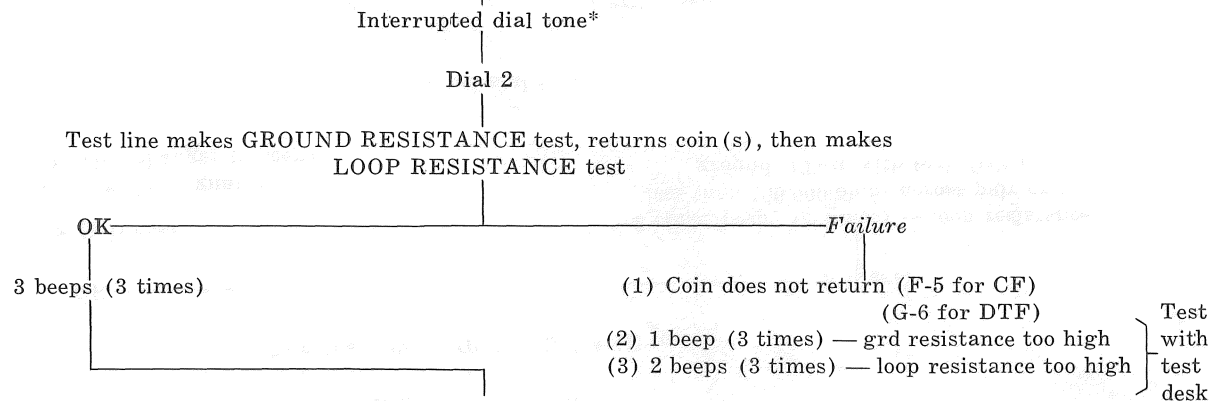 Interrupted dial tone*
Dial 2
Test line makes GROUND RESISTANCE test, returns coin(s), then makes
LOOP RESISTANCE test
OK
Failure
3 beeps (3 times)
(1) Coin does not return (F-5 for CF)
(G-6 for DTF)
(2) 1 beep (3 times) — grd resistance too high
(3) 2 beeps (3 times) — loop resistance too high
Test
with
test
desk